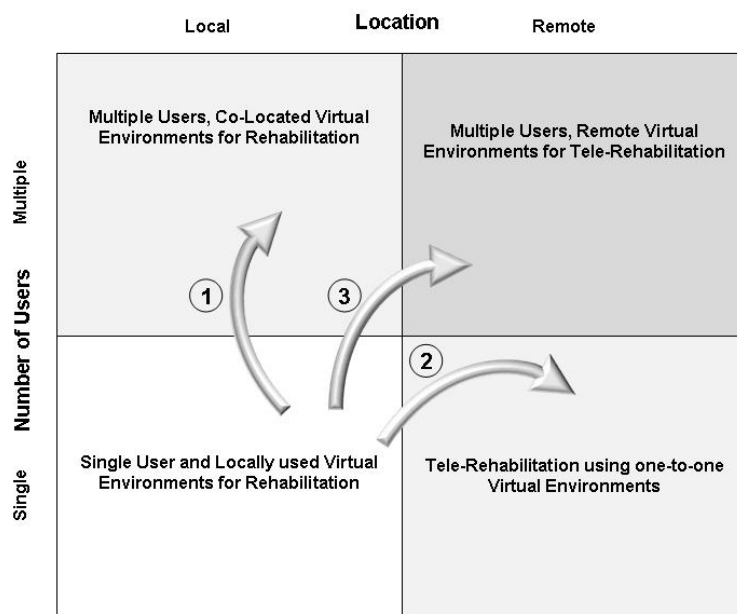 Local
Location
Remote
Multiple Users, Co-Located Virtual
Environments for Rehabilitation
Multiple Users, Remote Virtual
Environments for Tele-Rehabilitation
Multiple
Number of Users
Single
1
3
2
Single User and Locally used Virtual
Environments for Rehabilitation
Tele-Rehabilitation using one-to-one
Virtual Environments